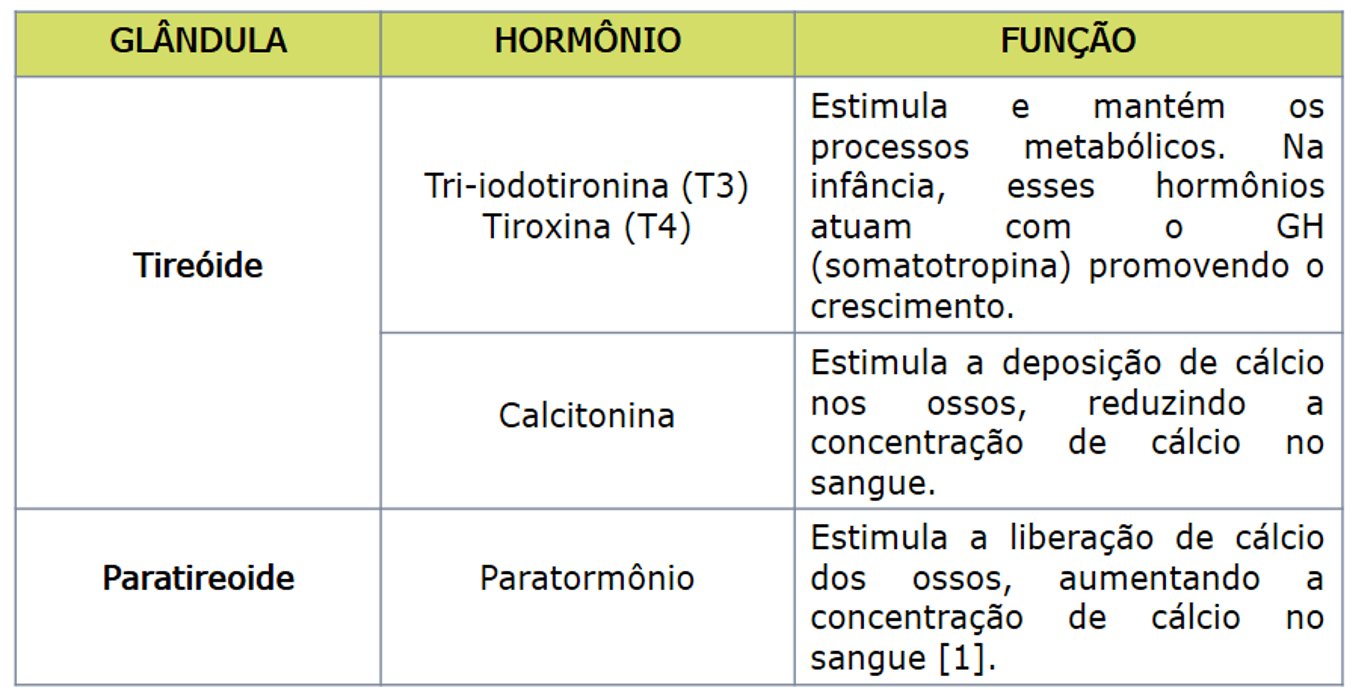 GLÂNDULA HORMÔNIO FUNÇÃO
Tireóide
Tri-iodotironina (T3)
Tiroxina (T4)
Estimula e mantém os
processos metabólicos. Na
infância, esses hormônios
atuam com o GH
(somatotropina) promovendo o
crescimento.
Calcitonina
Estimula a deposição de cálcio
nos ossos, reduzindo a
concentração de cálcio no
sangue.
Paratireoide
Paratormônio
Estimula a liberação de cálcio
dos ossos, aumentando a
concentração de cálcio no
sangue [1].